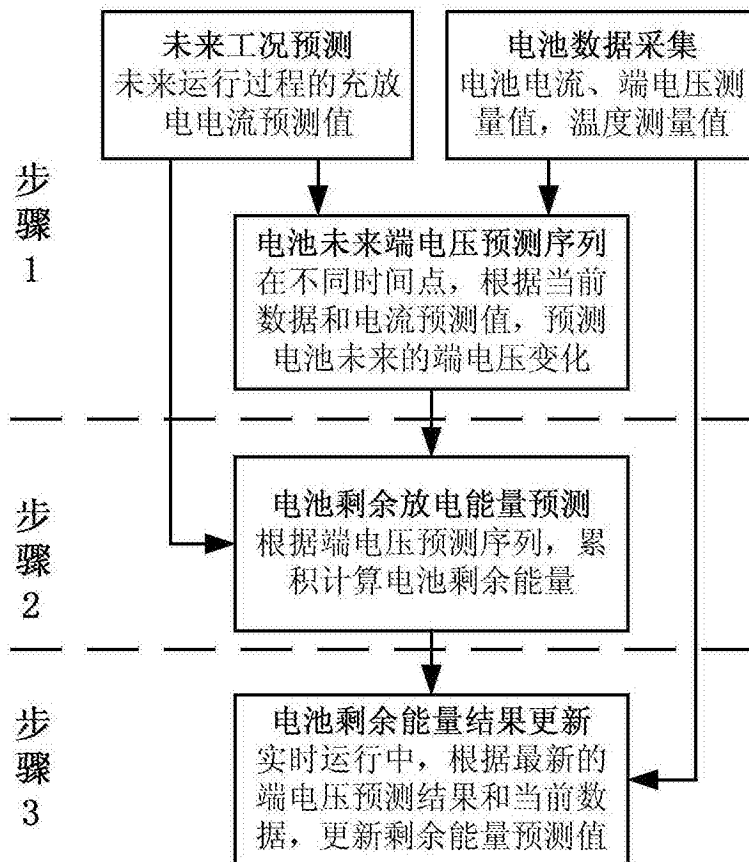 未来工况预测
未来运行过程的充放
电电流预测值
电池数据采集
电池电流、端电压测
量值，温度测量值
步
骤
1
电池未来端电压预测序列
在不同时间点，根据当前
数据和电流预测值，预测
电池未来的端电压变化
步
骤
2
电池剩余放电能量预测
根据端电压预测序列，累
积计算电池剩余能量
步
骤
3
电池剩余能量结果更新
实时运行中，根据最新的
端电压预测结果和当前数
据，更新剩余能量预测值